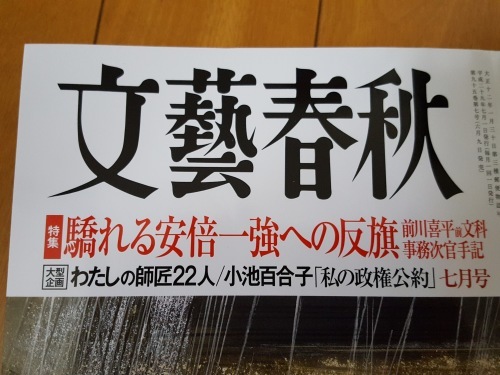 文藝春秋
特集 驕れる安倍一強への反旗 前川喜平前文科事務次官手記
大型企画 わたしの師匠22人/小池百合子「私の政権公約」 七月号